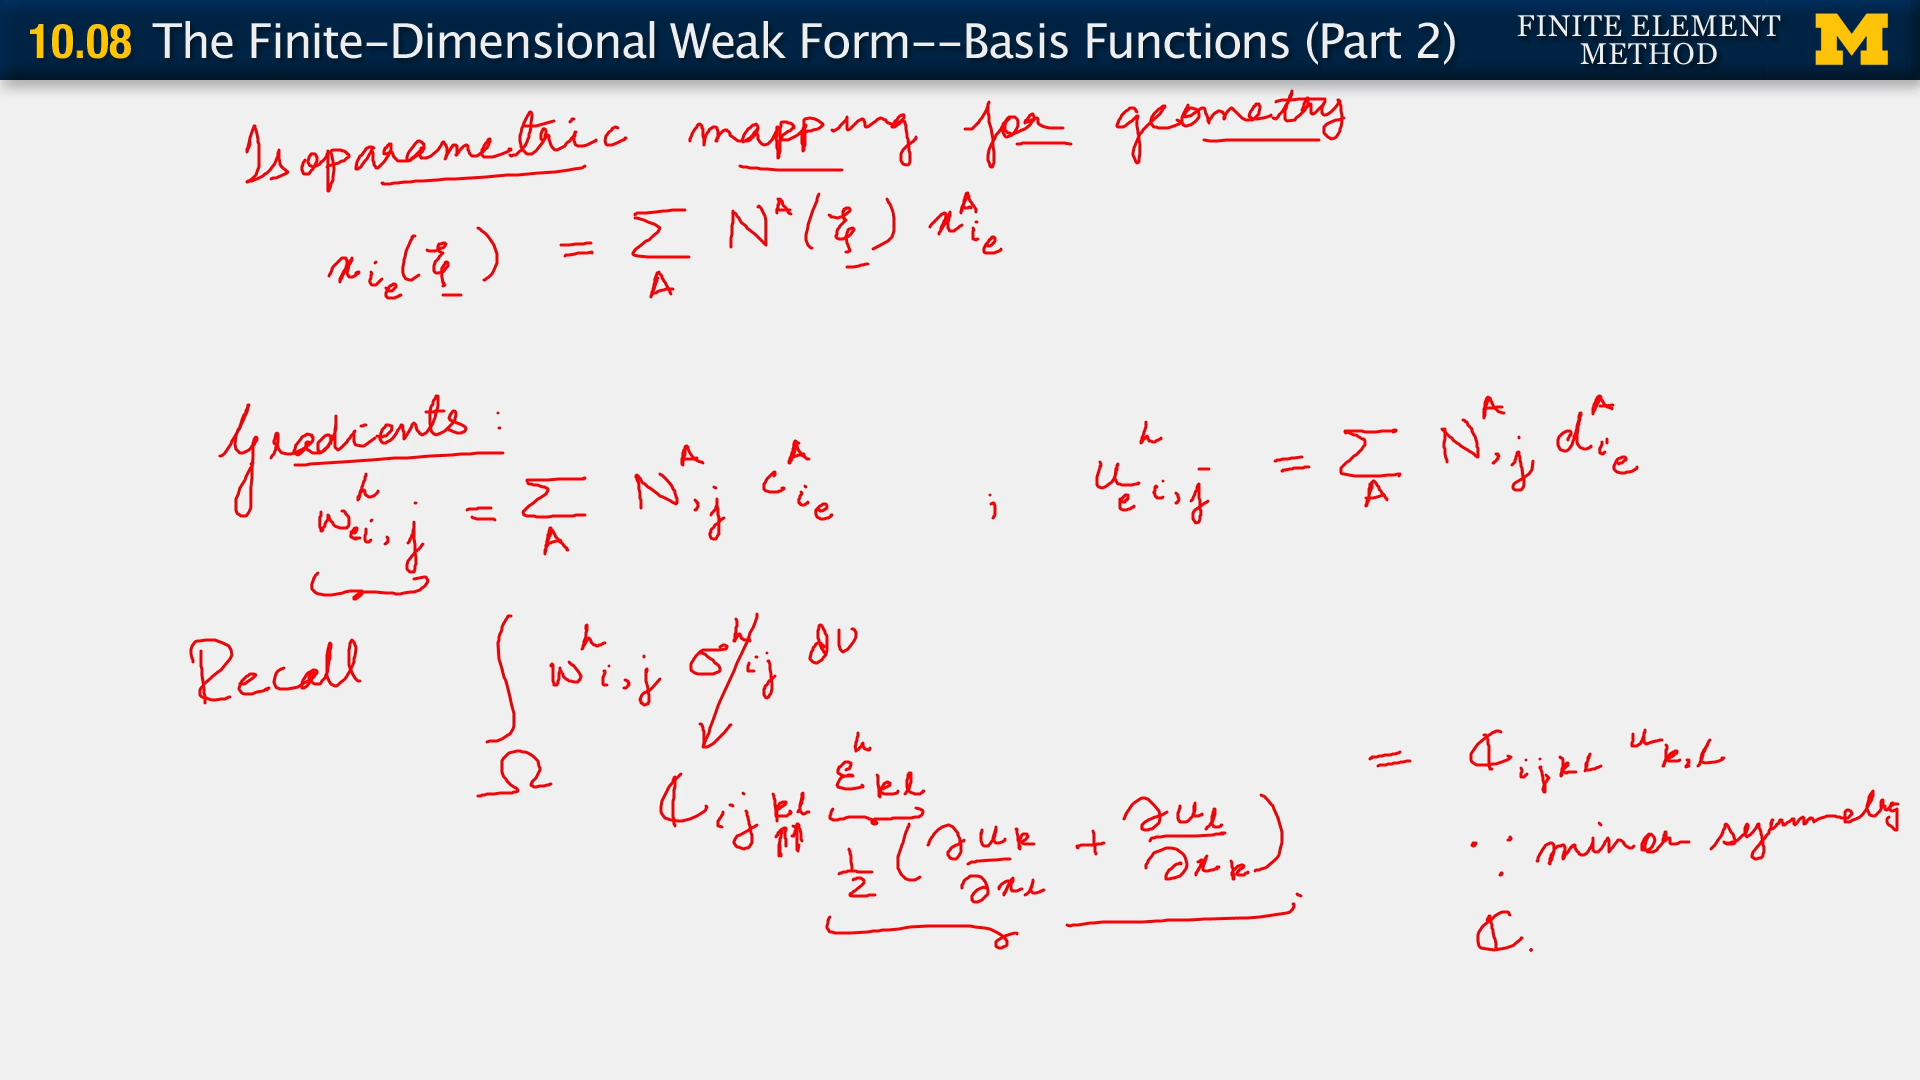 10.08 The Finite-Dimensional Weak Form--Basis Functions (Part 2)
FINITE ELEMENT
METHOD
M
Isoparametric mapping for geometry
x_{i_e}(ξ) = Σ_A N^A(ξ) x^A_{i_e}
Gradients:
w^h_{ei,j} = Σ_A N^A_{,j} c^A_{i_e} ; u^h_{e i,j} = Σ_A N^A_{,j} d^A_{i_e}
Recall ∫_Ω w^h_{i,j} σ^h_{ij} dV
ℂ_{ijkl} ε^h_{kl} = ℂ_{ijkl} u_{k,l}
1/2 (∂u_k/∂x_l + ∂u_l/∂x_k) ∵ minor symmetry
ℂ.